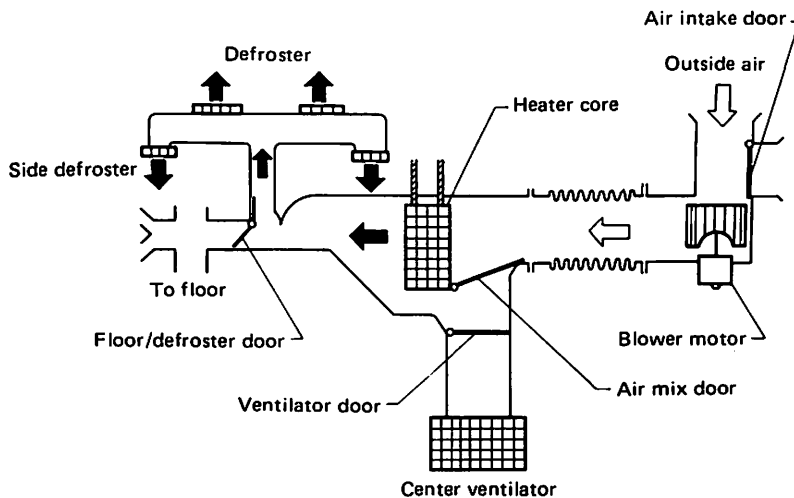 Air intake door
Defroster
Outside air
Heater core
Side defroster
To floor
Floor/defroster door
Blower motor
Air mix door
Ventilator door
Center ventilator